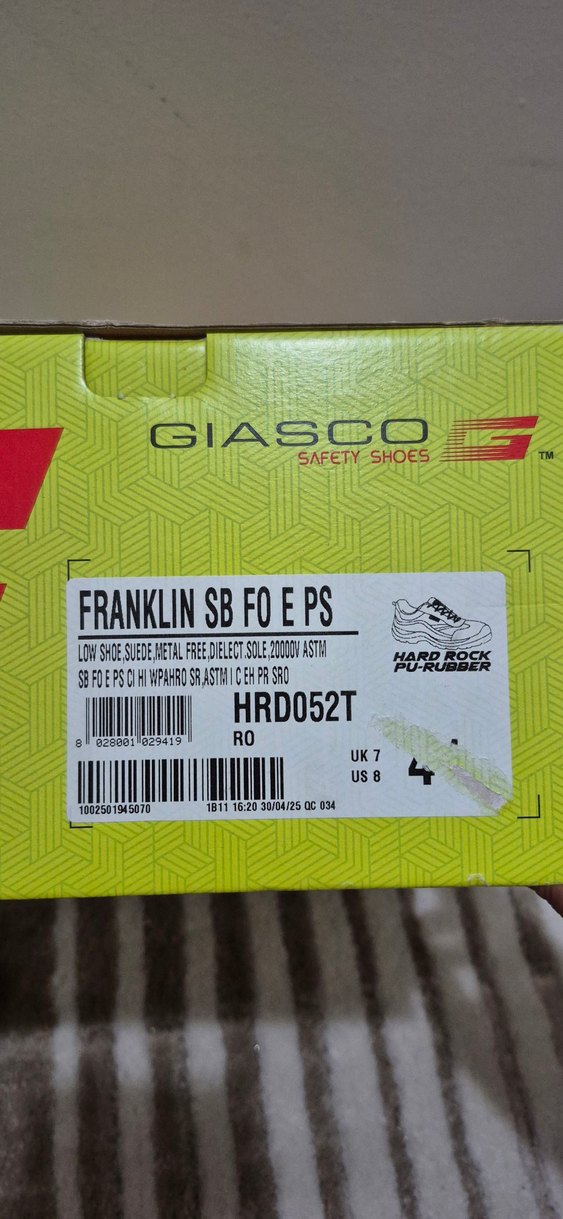 GIASCO
SAFETY SHOES
TM
FRANKLIN SB FO E PS
LOW SHOE,SUEDE,METAL FREE,DIELECT.SOLE,20000V ASTM
SB FO E PS CI HI WPAHRO SR,ASTM I C EH PR SRO
HARD ROCK
PU-RUBBER
HRD052T
RO
8 028001 029419
UK 7
US 8
4
1002501945070
1B11 16:20 30/04/25 QC 034